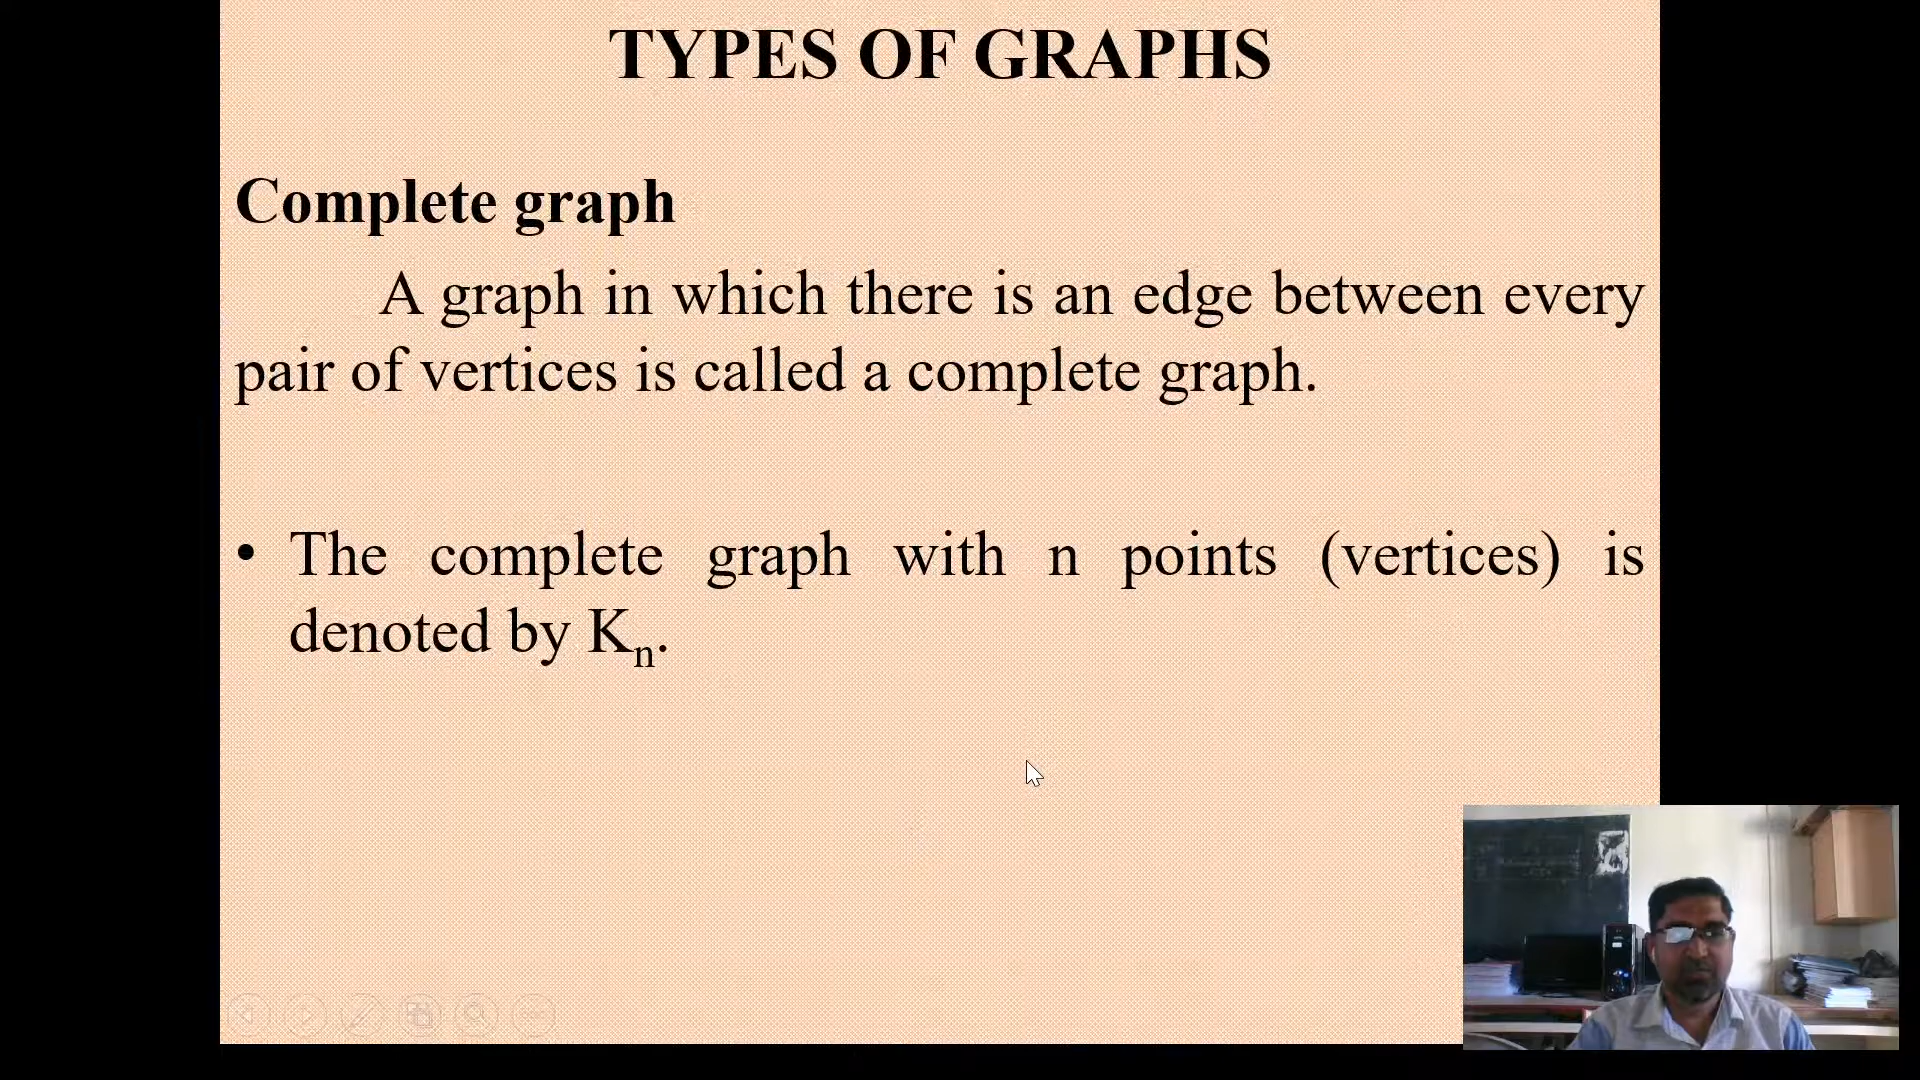 TYPES OF GRAPHS
Complete graph
A graph in which there is an edge between every
pair of vertices is called a complete graph.
• The complete graph with n points (vertices) is
denoted by Kₙ.